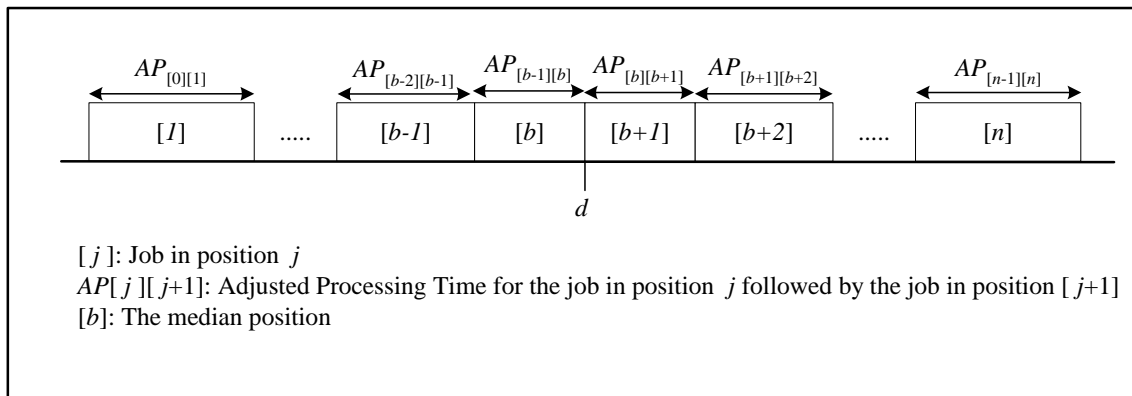 AP[0][1] AP[b-2][b-1] AP[b-1][b] AP[b][b+1] AP[b+1][b+2] AP[n-1][n]
[1] ..... [b-1] [b] [b+1] [b+2] ..... [n]
d
[ j ]: Job in position j
AP[ j ][ j+1]: Adjusted Processing Time for the job in position j followed by the job in position [ j+1]
[b]: The median position